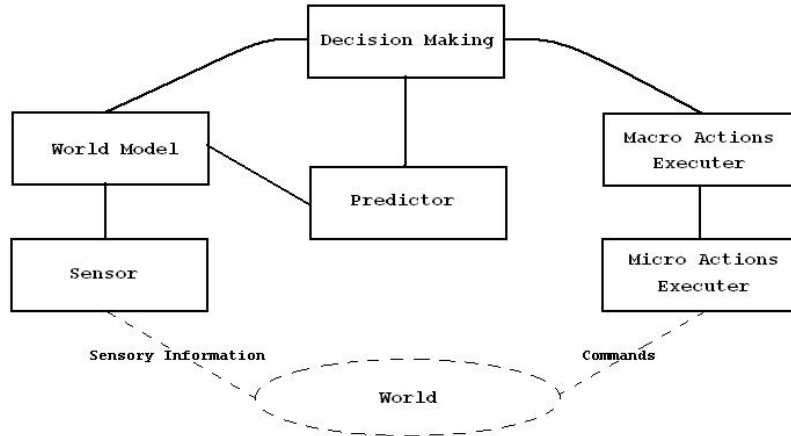 Decision Making
World Model
Macro Actions
Executer
Predictor
Sensor
Micro Actions
Executer
Sensory Information
Commands
World